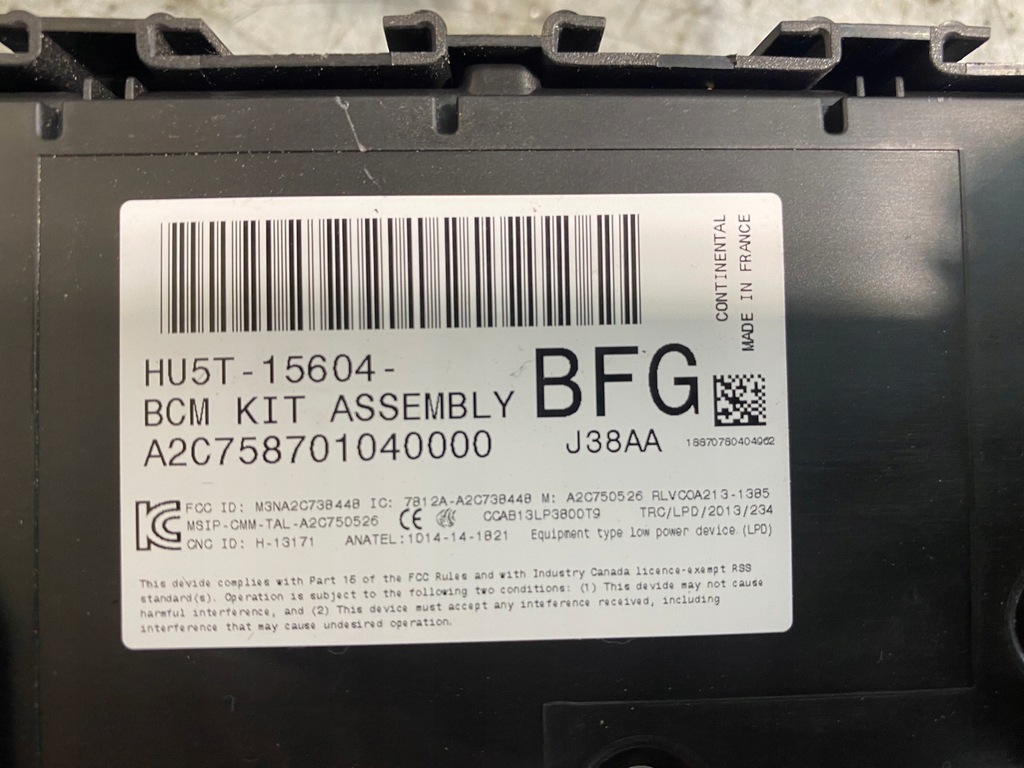 CONTINENTAL
MADE IN FRANCE
HU5T-15604-
BFG
BCM KIT ASSEMBLY
A2C758701040000
J38AA
18870780404902
FCC ID: M3NA2C738448 IC: 7812A-A2C738448 M: A2C750526 RLVCOA213-1385
MSIP-CMM-TAL-A2C750526 CE CCAB13LP3800T9 TRC/LPD/2013/234
CNC ID: H-13171 ANATEL:1014-14-1821 Equipment type low power device (LPD)
This devide complies with Part 15 of the FCC Rules and with Industry Canada licence-exempt RSS
standard(s). Operation is subject to the following two conditions: (1) This device may not cause
harmful interference, and (2) This device must accept any inteference received, including
interference that may cause undesired operation.